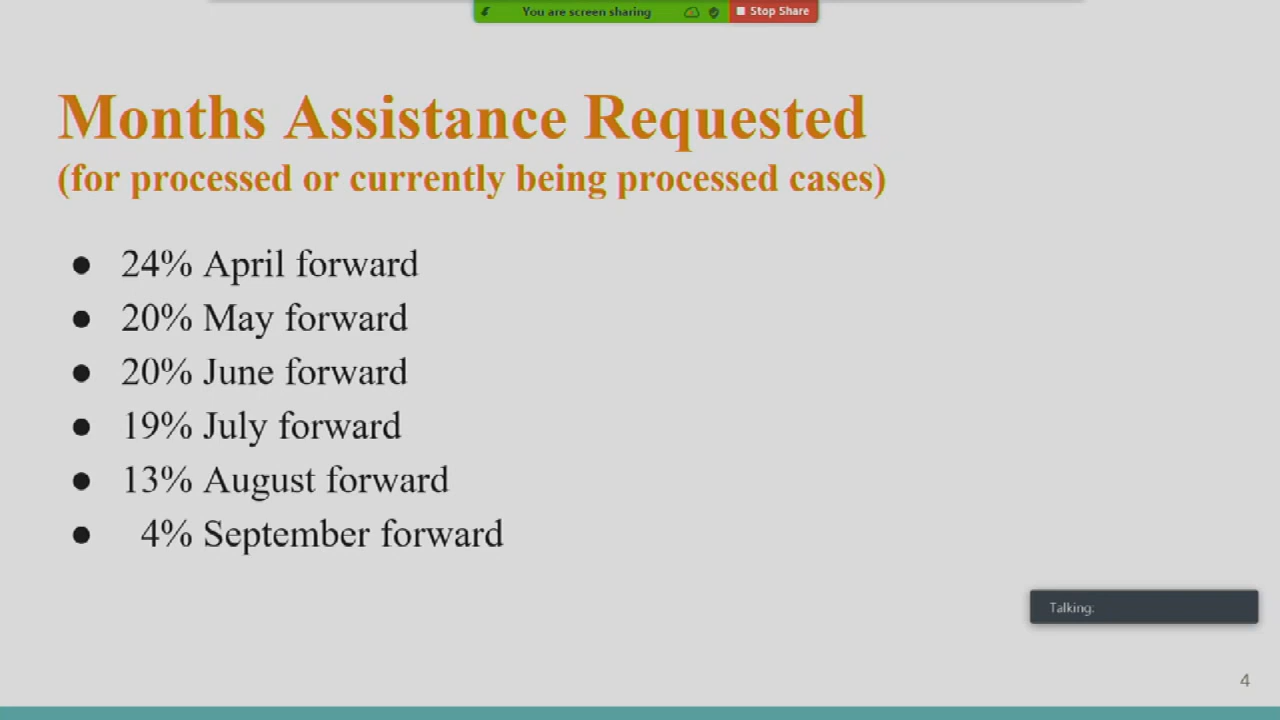 You are screen sharing
Stop Share
Months Assistance Requested
(for processed or currently being processed cases)
● 24% April forward
● 20% May forward
● 20% June forward
● 19% July forward
● 13% August forward
● 4% September forward
Talking:
4